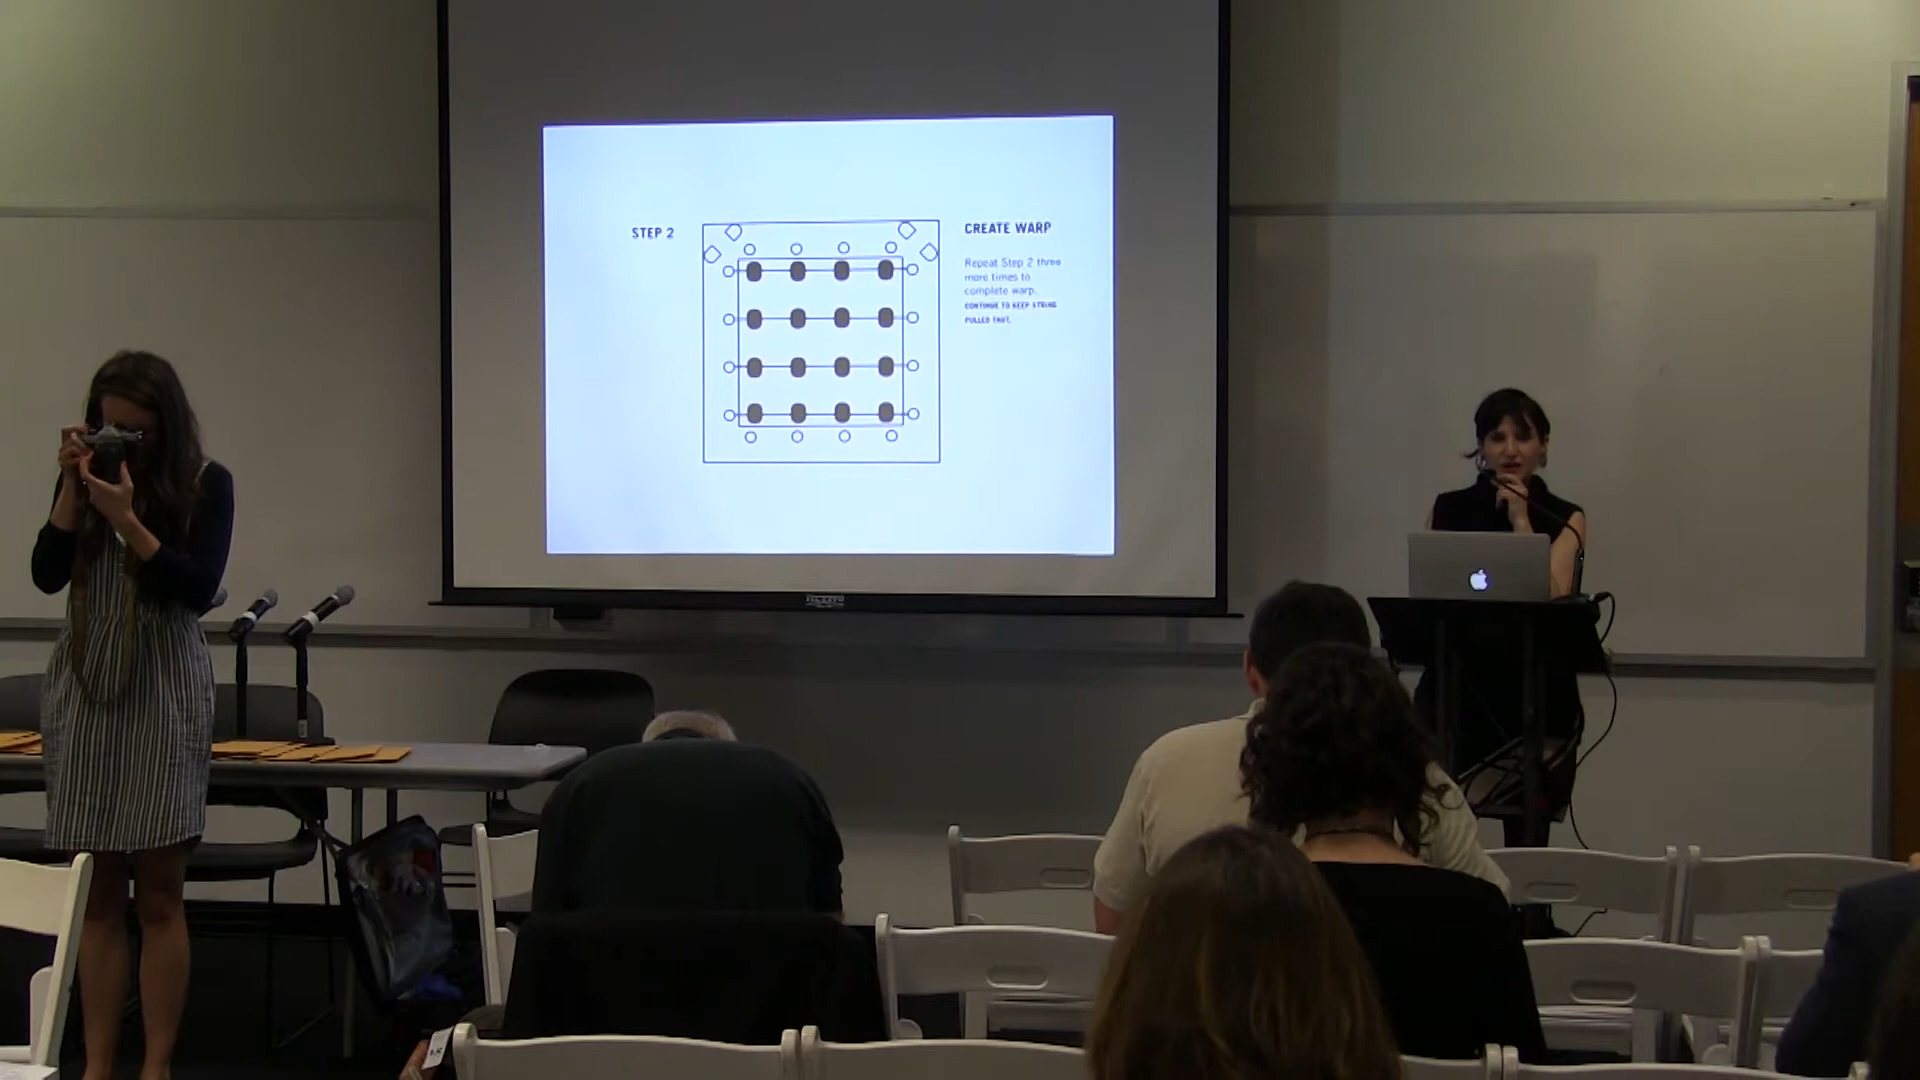 STEP 2
CREATE WARP
Repeat Step 2 three
more times to
complete warp.
CONTINUE TO KEEP STRING
PULLED TAUT.